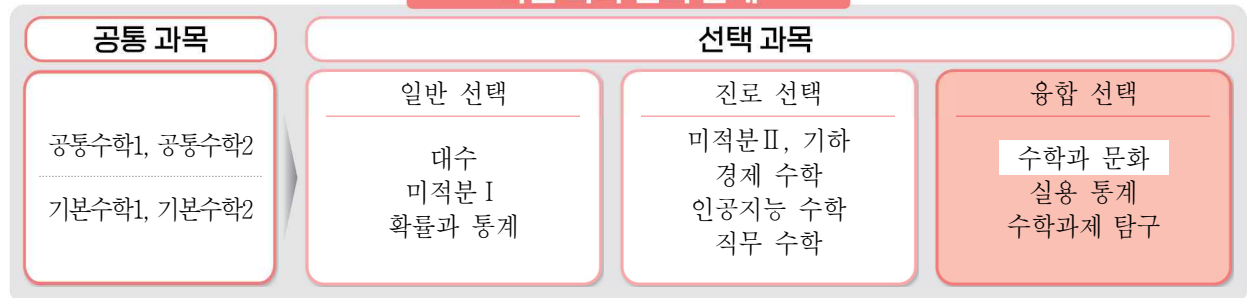 공통 과목
선택 과목
공통수학1, 공통수학2
기본수학1, 기본수학2
일반 선택
대수
미적분Ⅰ
확률과 통계
진로 선택
미적분Ⅱ, 기하
경제 수학
인공지능 수학
직무 수학
융합 선택
수학과 문화
실용 통계
수학과제 탐구